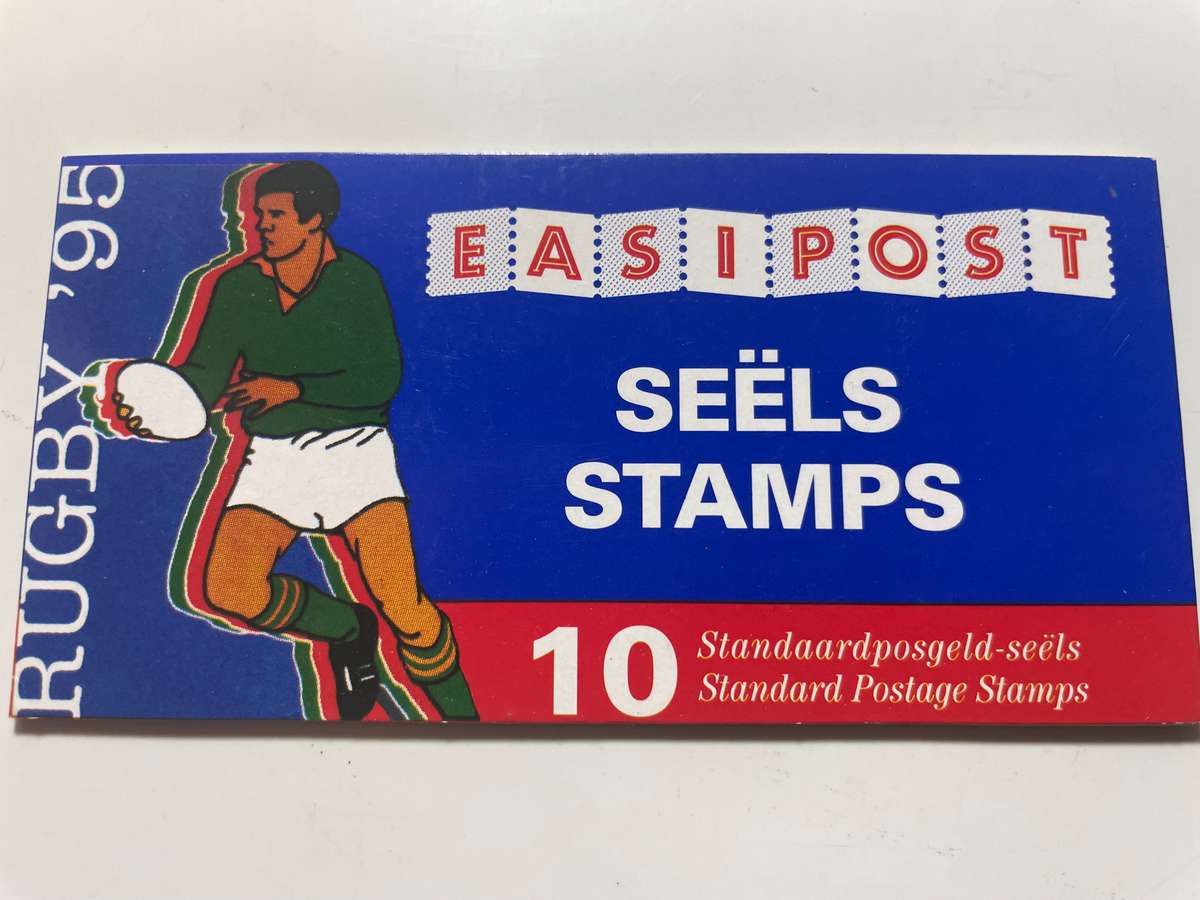 RUGBY '95
EASIPOST
SEËLS
STAMPS
10
Standaardposgeld-seëls
Standard Postage Stamps